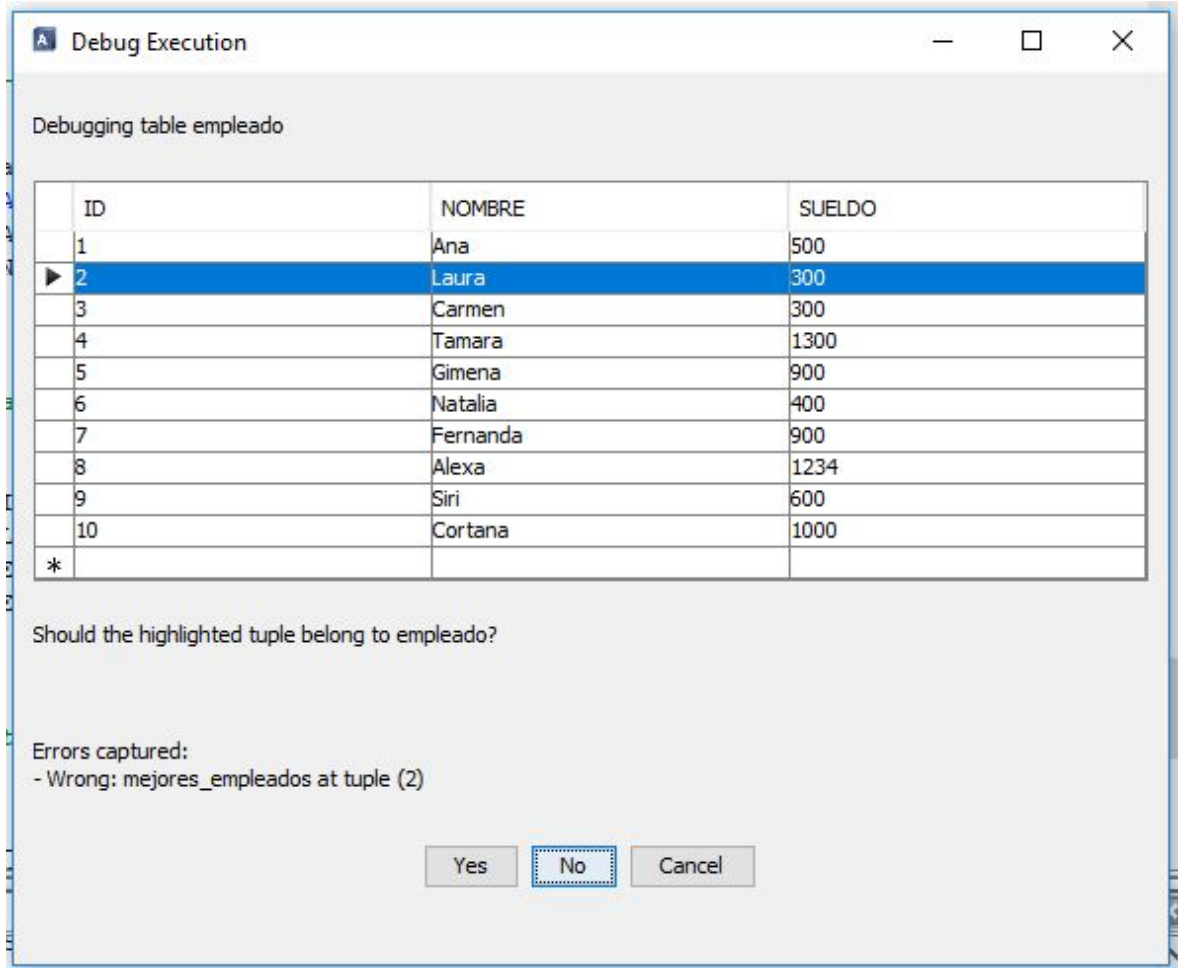 Debug Execution
Debugging table empleado
ID NOMBRE SUELDO
1 Ana 500
2 Laura 300
3 Carmen 300
4 Tamara 1300
5 Gimena 900
6 Natalia 400
7 Fernanda 900
8 Alexa 1234
9 Siri 600
10 Cortana 1000
*
Should the highlighted tuple belong to empleado?
Errors captured:
- Wrong: mejores_empleados at tuple (2)
Yes No Cancel